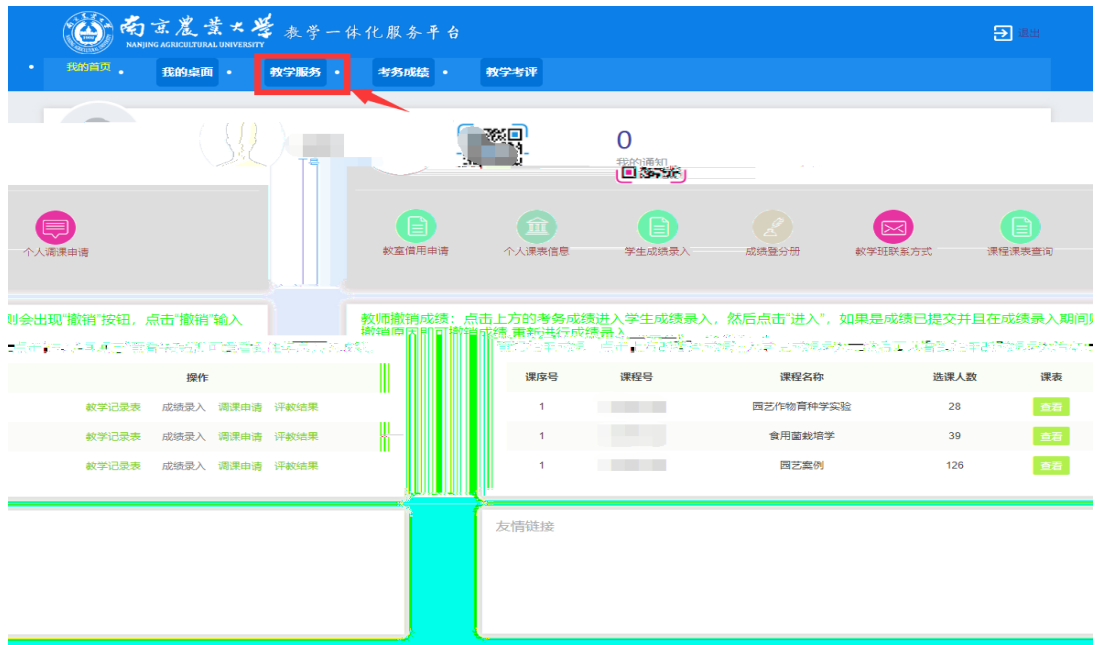 南京農業大學 教学一体化服务平台
NANJING AGRICULTURAL UNIVERSITY
退出
我的首页 我的桌面 教学服务 考务成绩 教学考评
0
我的通知
个人调课申请 教室借用申请 个人课表信息 学生成绩录入 成绩登分册 教学班联系方式 课程课表查询
则会出现"撤销"按钮，点击"撤销"输入
教师撤销成绩：点击上方的考务成绩进入学生成绩录入，然后点击"进入"，如果是成绩已提交并且在成绩录入期间则
撤销原因即可撤销成绩,重新进行成绩录入
操作 课序号 课程号 课程名称 选课人数 课表
教学记录表 成绩录入 调课申请 评教结果 1 园艺作物育种学实验 28 查看
教学记录表 成绩录入 调课申请 评教结果 1 食用菌栽培学 39 查看
教学记录表 成绩录入 调课申请 评教结果 1 园艺案例 126 查看
友情链接